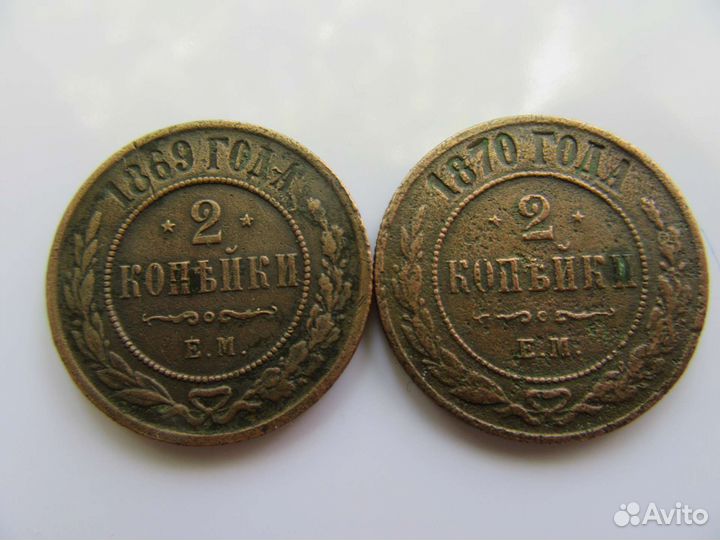 1869 ГОДА
2
КОПѢЙКИ
Е.М.
1870 ГОДА
2
КОПѢЙКИ
Е.М.
Avito